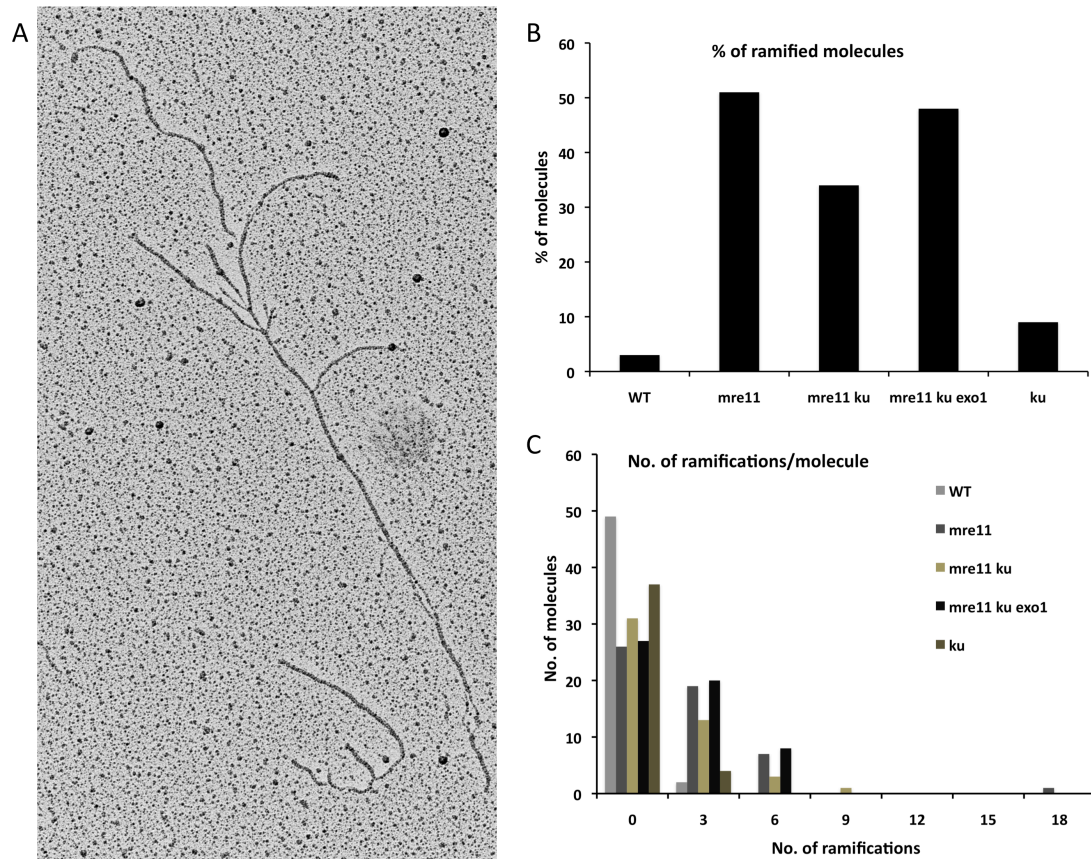 A
B
% of ramified molecules
% of molecules
60
50
40
30
20
10
0
WT
mre11
mre11 ku
mre11 ku exo1
ku
C
No. of ramifications/molecule
No. of molecules
60
50
40
30
20
10
0
WT
mre11
mre11 ku
mre11 ku exo1
ku
0
3
6
9
12
15
18
No. of ramifications